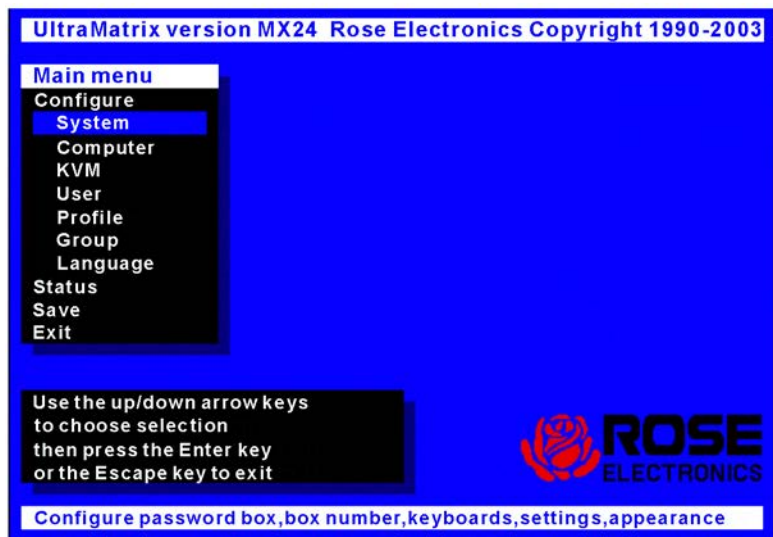 UltraMatrix version MX24 Rose Electronics Copyright 1990-2003
Main menu
Configure
System
Computer
KVM
User
Profile
Group
Language
Status
Save
Exit
Use the up/down arrow keys
to choose selection
then press the Enter key
or the Escape key to exit
ROSE
ELECTRONICS
Configure password box,box number,keyboards,settings,appearance